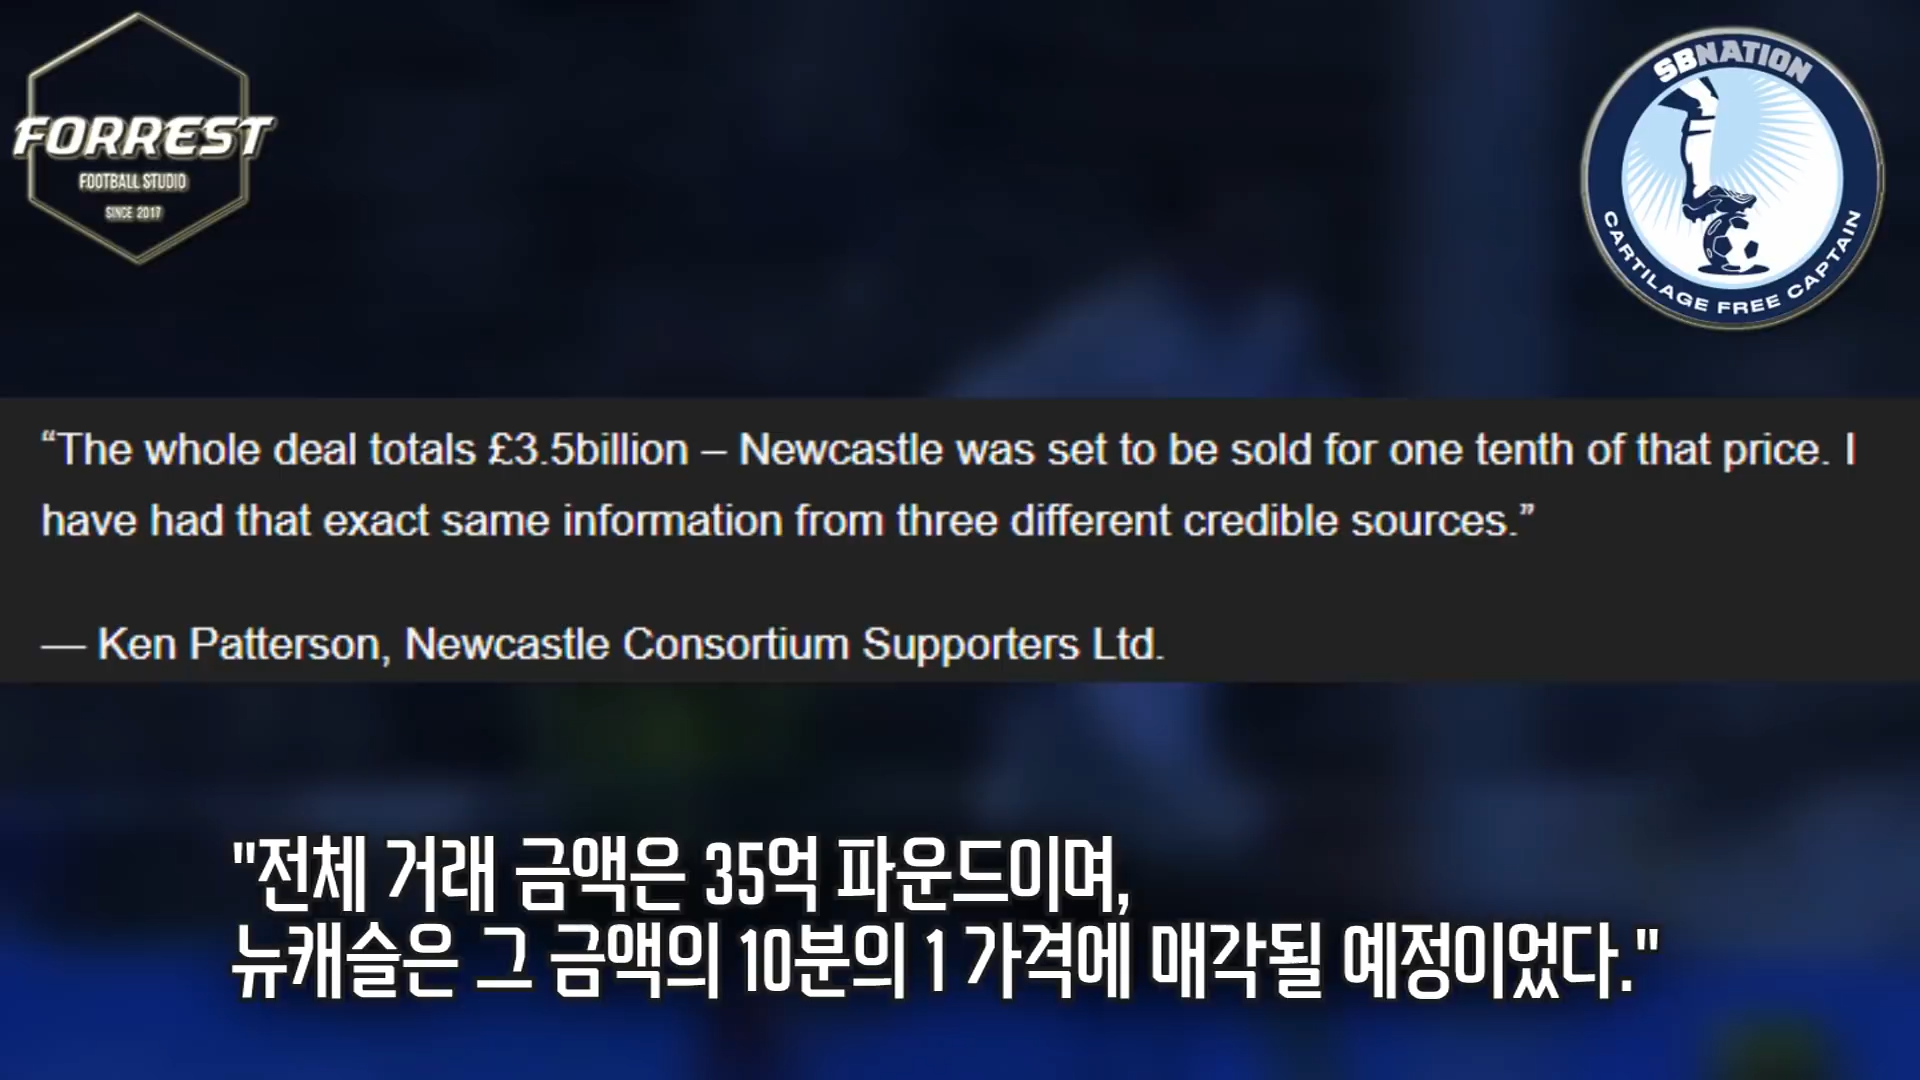 FORREST
FOOTBALL STUDIO
SINCE 2017
SBNATION
CARTILAGE FREE CAPTAIN
“The whole deal totals £3.5billion – Newcastle was set to be sold for one tenth of that price. I
have had that exact same information from three different credible sources.”
— Ken Patterson, Newcastle Consortium Supporters Ltd.
"전체 거래 금액은 35억 파운드이며,
뉴캐슬은 그 금액의 10분의 1 가격에 매각될 예정이었다."